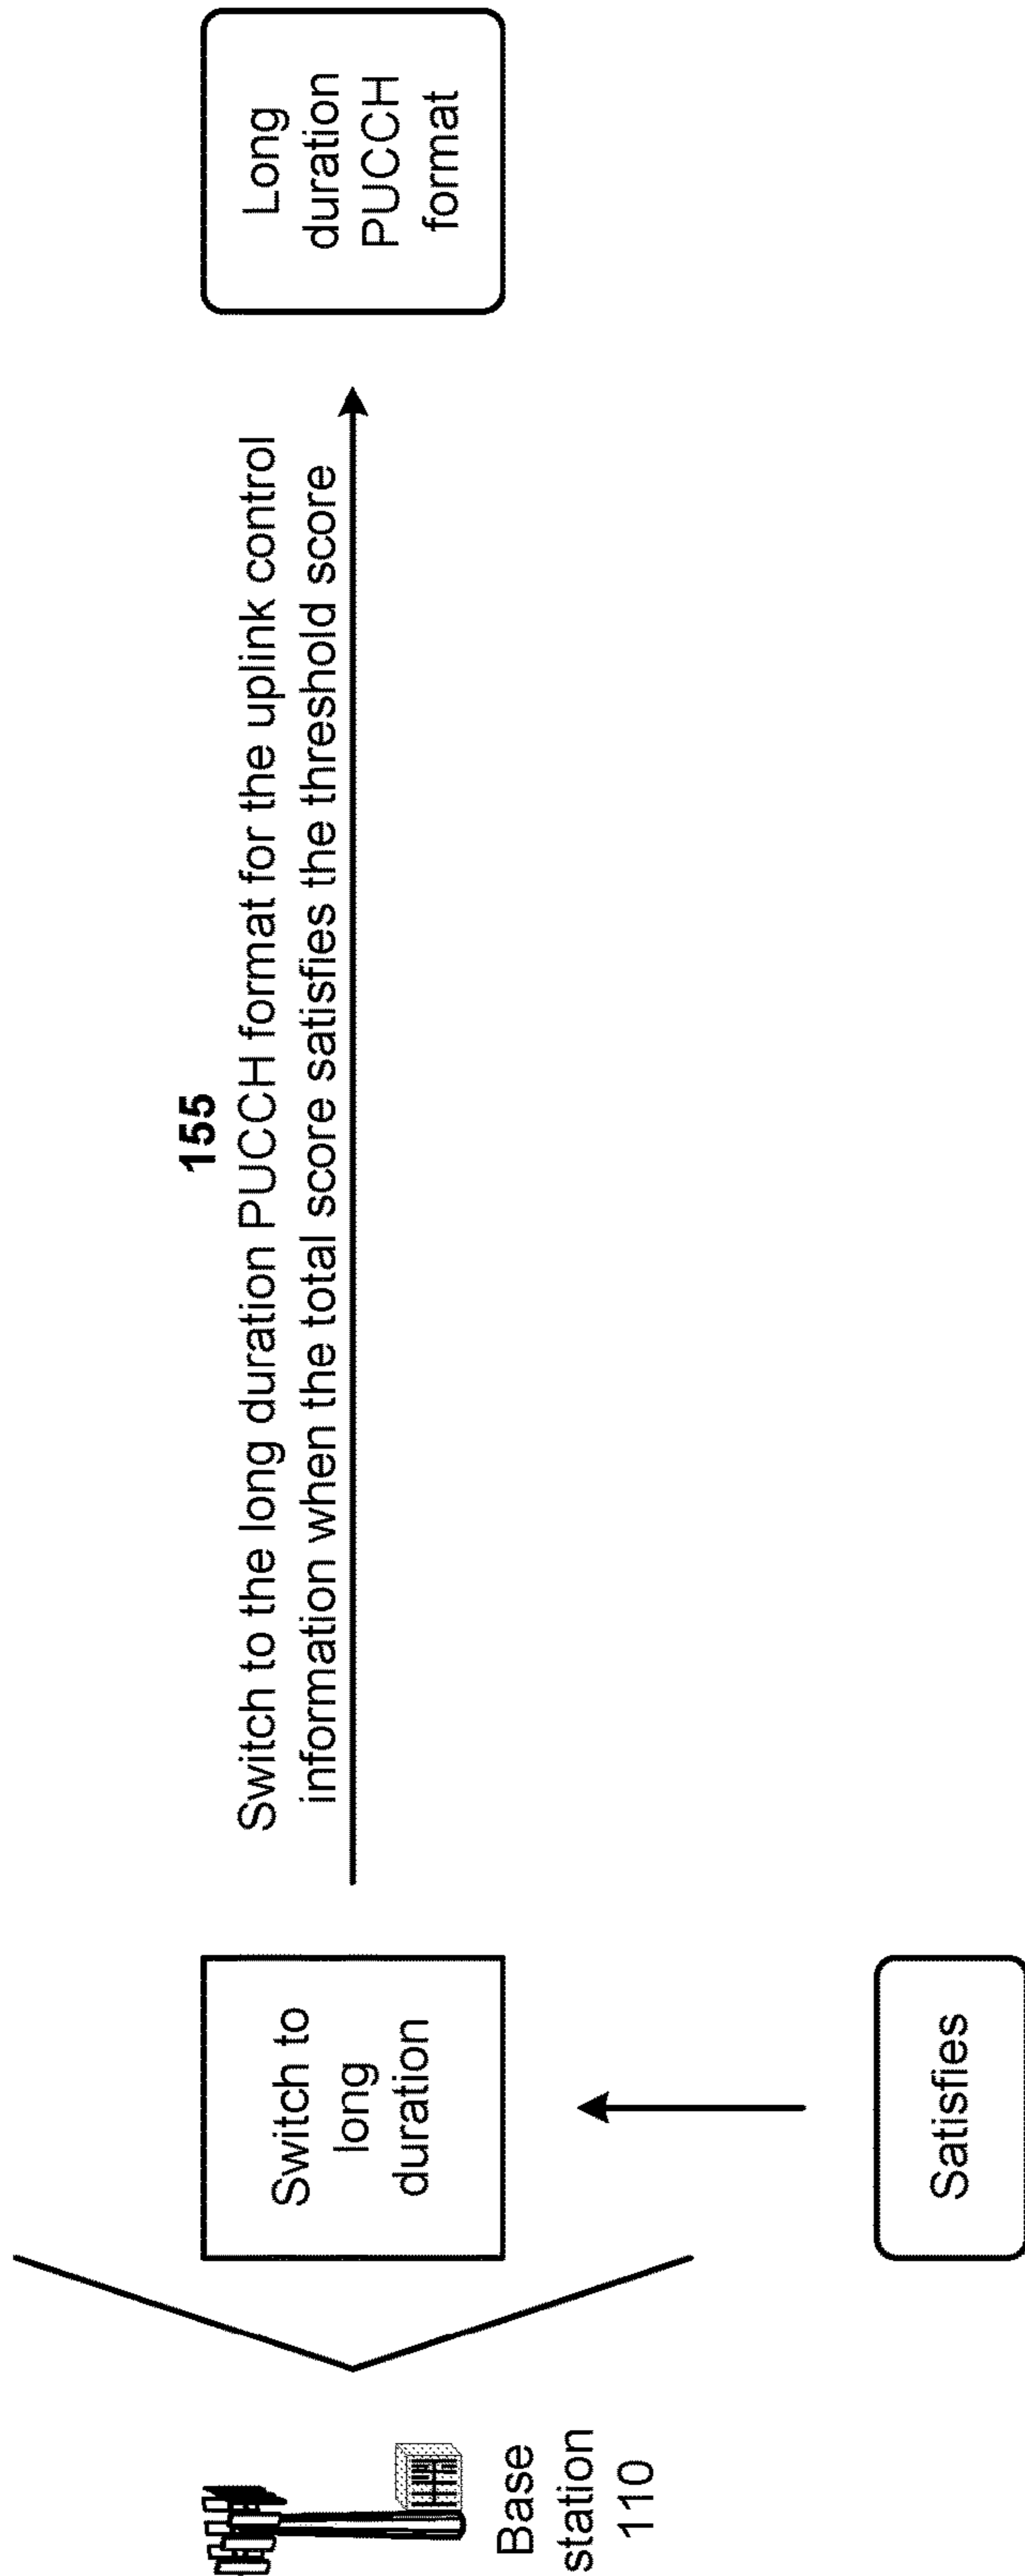 155
Switch to the long duration PUCCH format for the uplink control
information when the total score satisfies the threshold score
Base
station
110
Switch to
long
duration
Long
duration
PUCCH
format
Satisfies